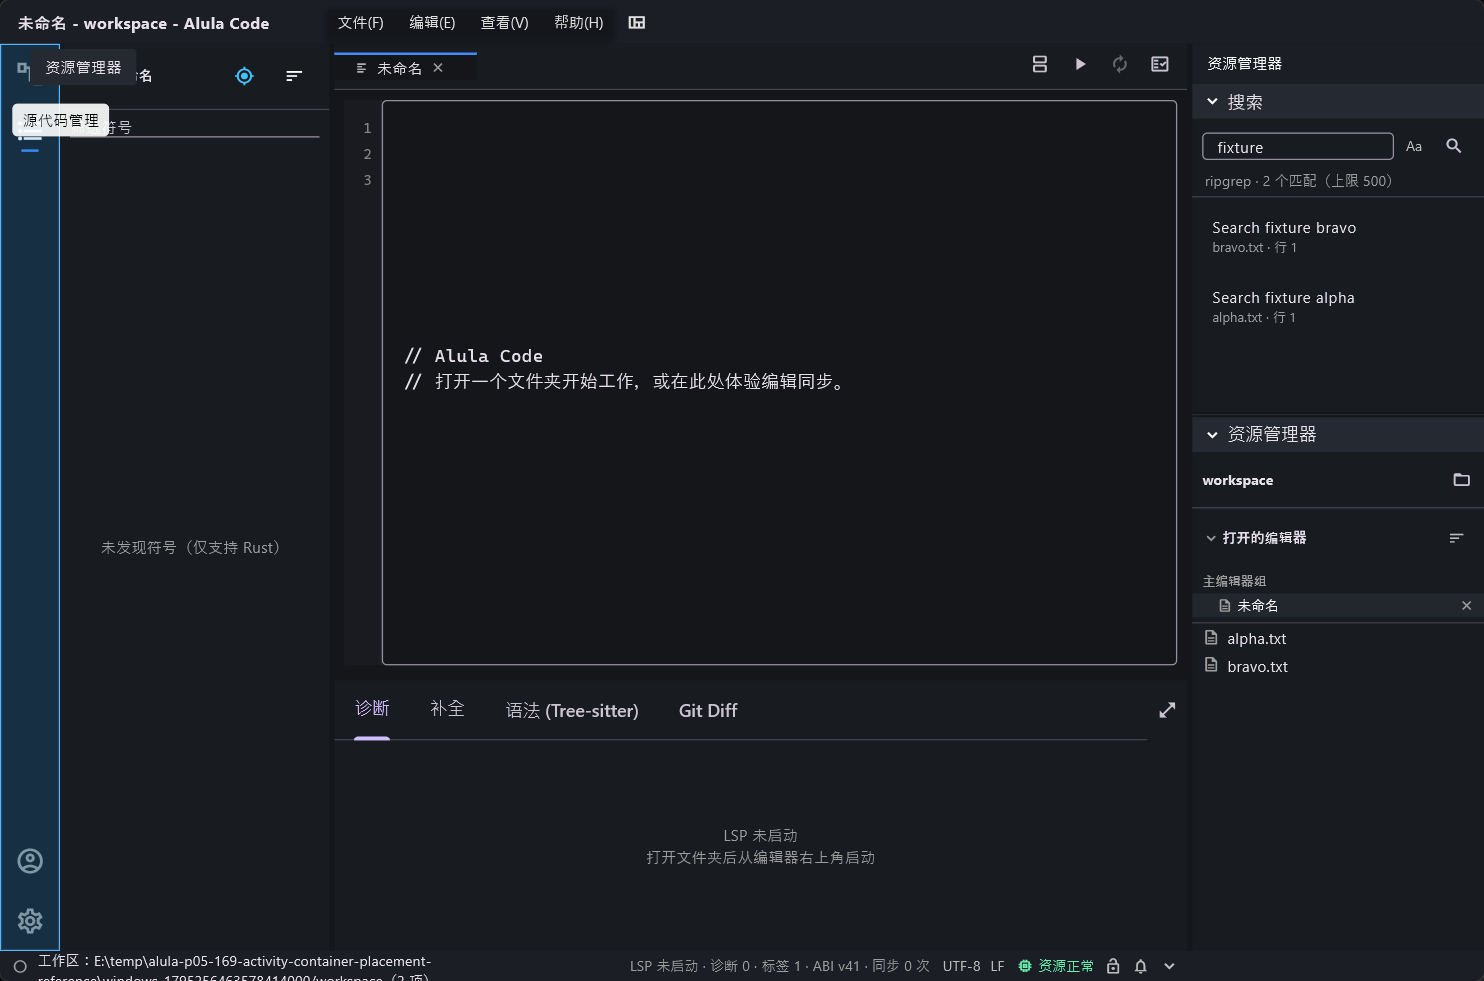 未命名 - workspace - Alula Code
文件(F)
编辑(E)
查看(V)
帮助(H)
资源管理器
名
源代码管理
符号
未发现符号（仅支持 Rust）
未命名
1
2
3
// Alula Code
// 打开一个文件夹开始工作，或在此处体验编辑同步。
诊断
补全
语法 (Tree-sitter)
Git Diff
LSP 未启动
打开文件夹后从编辑器右上角启动
资源管理器
搜索
fixture
Aa
ripgrep · 2 个匹配（上限 500）
Search fixture bravo
bravo.txt · 行 1
Search fixture alpha
alpha.txt · 行 1
资源管理器
workspace
打开的编辑器
主编辑器组
未命名
alpha.txt
bravo.txt
工作区：E:\temp\alula-p05-169-activity-container-placement-
reference\windows-1795256463578414000/workspace（2 项）
LSP 未启动 · 诊断 0 · 标签 1 · ABI v41 · 同步 0 次
UTF-8
LF
资源正常